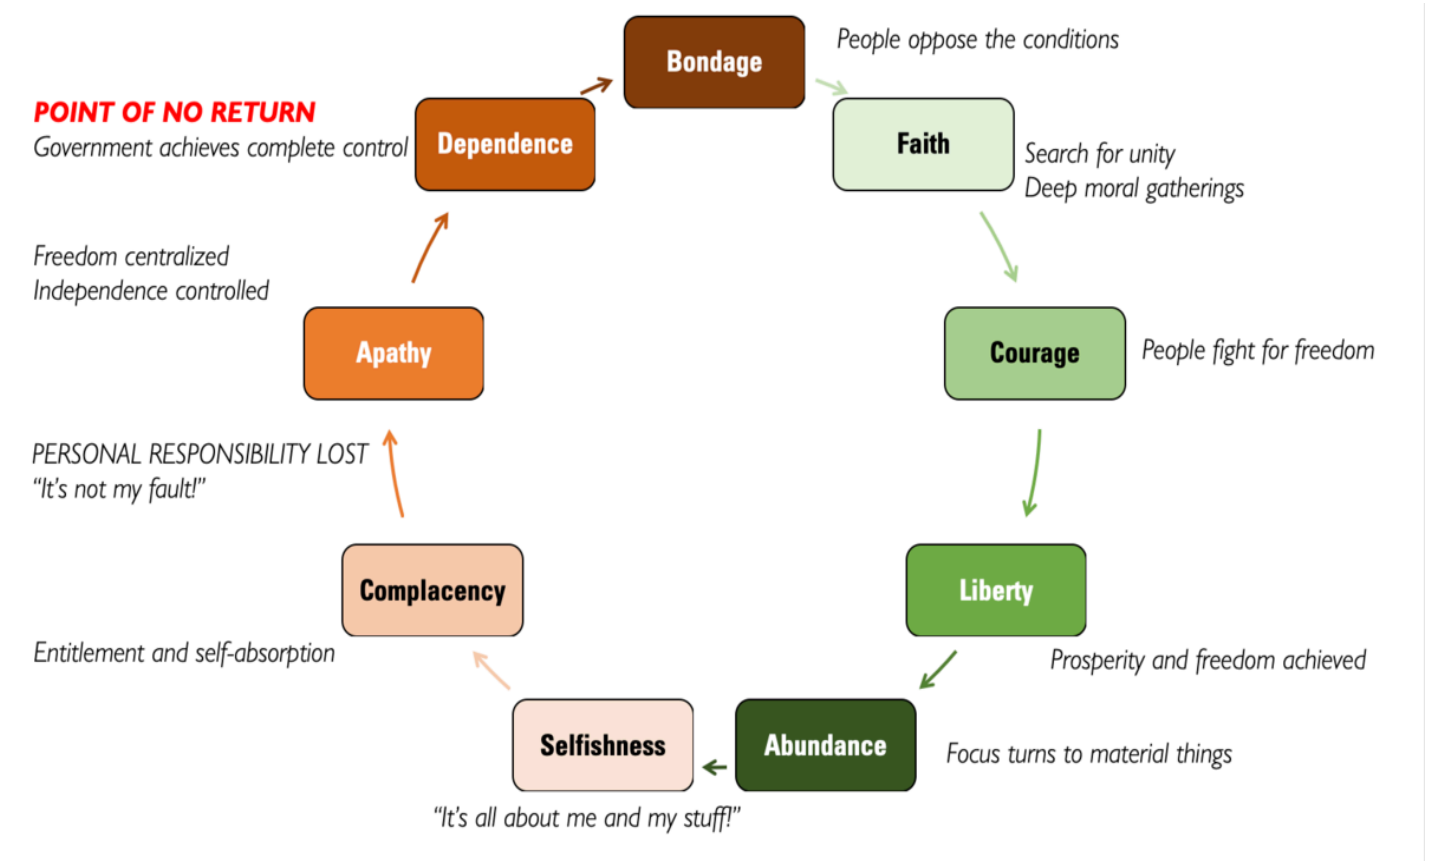 Bondage
People oppose the conditions
Faith
Search for unity
Deep moral gatherings
Courage
People fight for freedom
Liberty
Prosperity and freedom achieved
Abundance
Focus turns to material things
Selfishness
“It’s all about me and my stuff!”
Complacency
Entitlement and self-absorption
PERSONAL RESPONSIBILITY LOST
“It’s not my fault!”
Apathy
Freedom centralized
Independence controlled
Dependence
POINT OF NO RETURN
Government achieves complete control